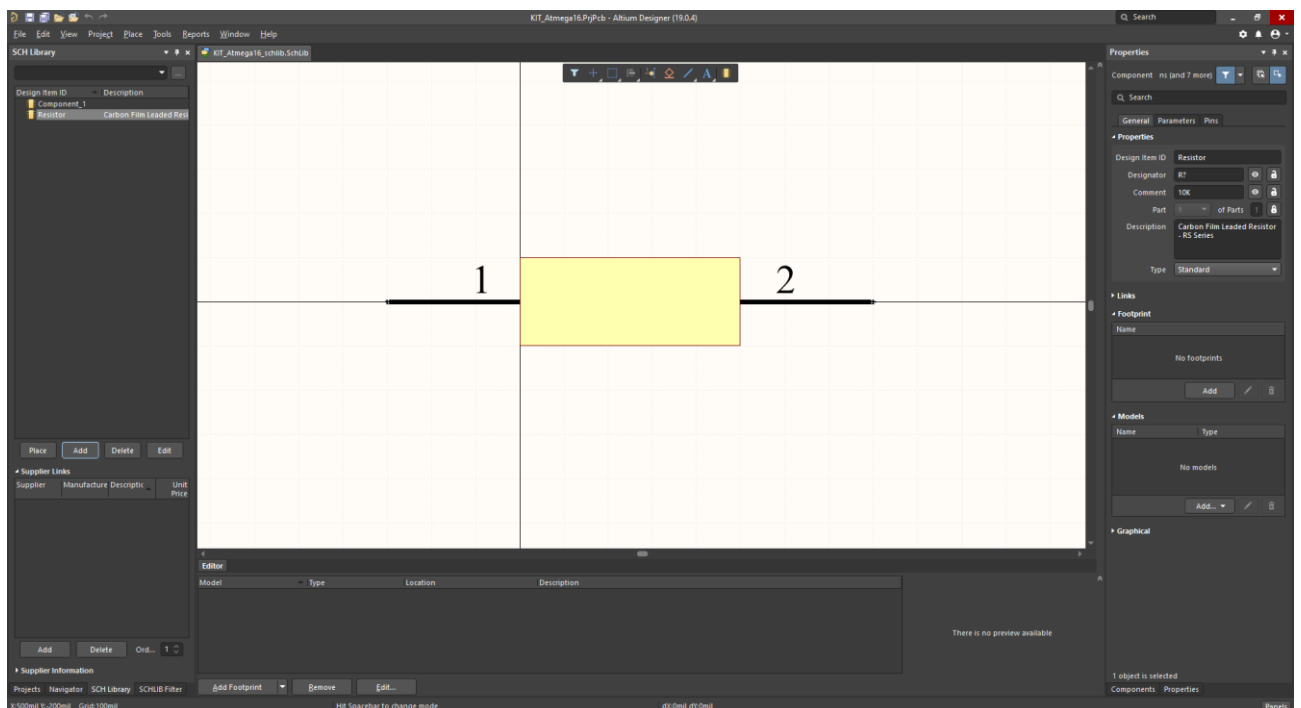 KIT_Atmega16.PrjPcb - Altium Designer (19.0.4)
Search
File Edit View Project Place Tools Reports Window Help
SCH Library
KIT_Atmega16_schlib.SchLib
Properties
Component ns (and 7 more)
Search
Design Item ID Description
Component_1
Resistor Carbon Film Leaded Resi
General Parameters Pins
Properties
Design Item ID Resistor
Designator R?
Comment 10K
Part 1 of Parts 1
Description Carbon Film Leaded Resistor
- RS Series
Type Standard
1 2
Links
Footprint
Name
No footprints
Add
Models
Name Type
No models
Add...
Graphical
Place Add Delete Edit
Supplier Links
Supplier Manufacture Descriptic Unit
Price
Editor
Model Type Location Description
There is no preview available
Add Delete Ord... 1
Supplier Information
Projects Navigator SCH Library SCHLIB Filter
Add Footprint Remove Edit...
1 object is selected
Components Properties
X:500mil Y:-200mil Grid:100mil Hit Spacebar to change mode dX:0mil dY:0mil Panels